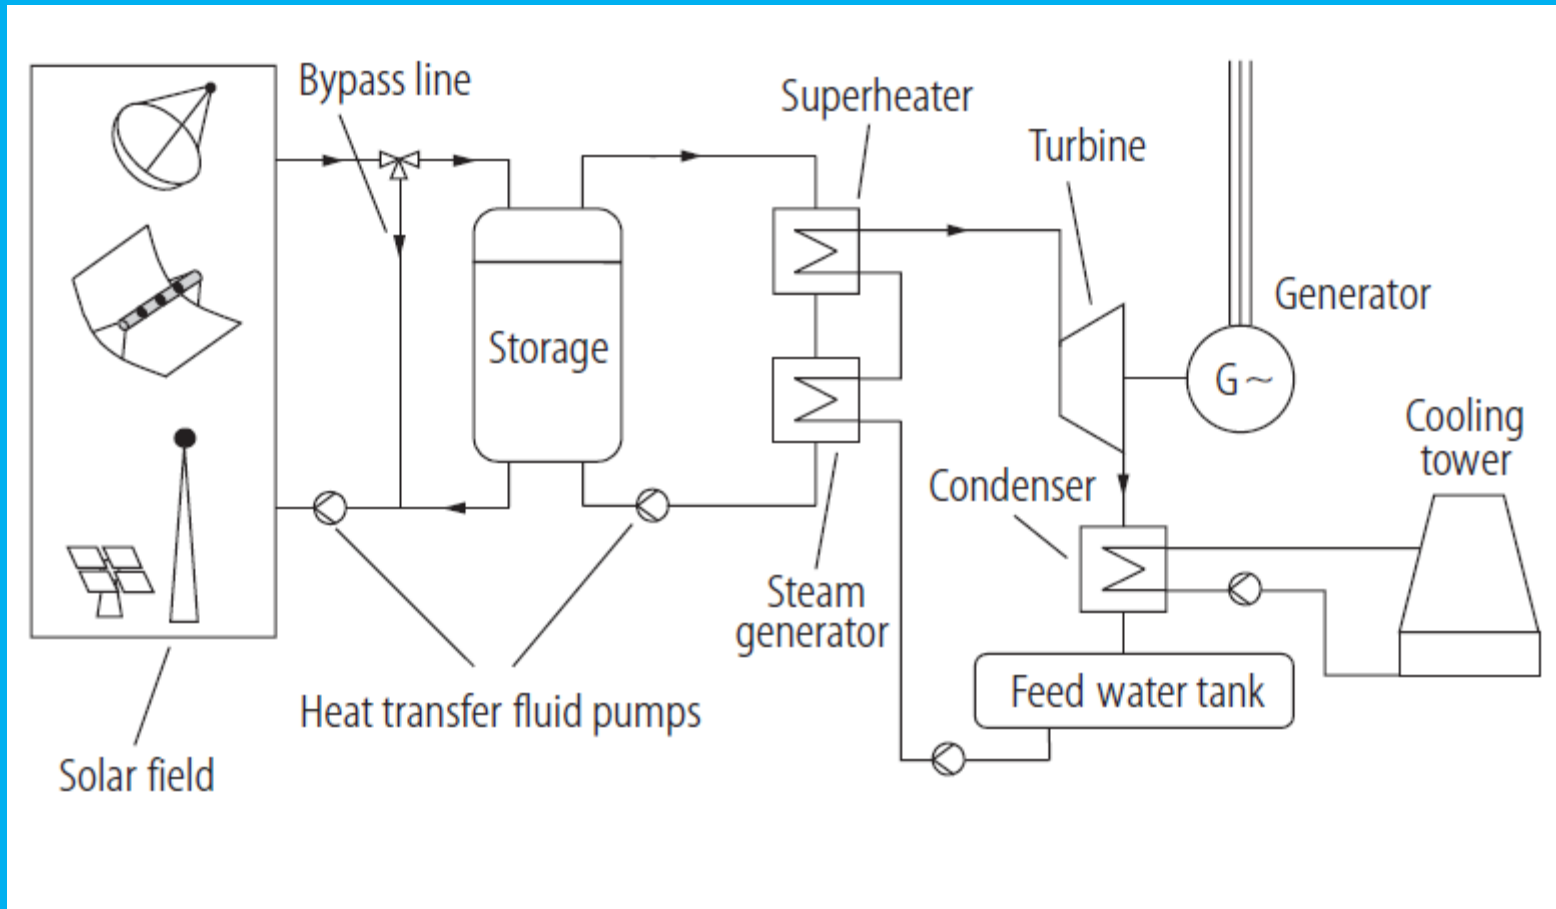 Bypass line
Superheater
Turbine
Generator
Storage
G~
Cooling
tower
Condenser
Steam
generator
Feed water tank
Heat transfer fluid pumps
Solar field